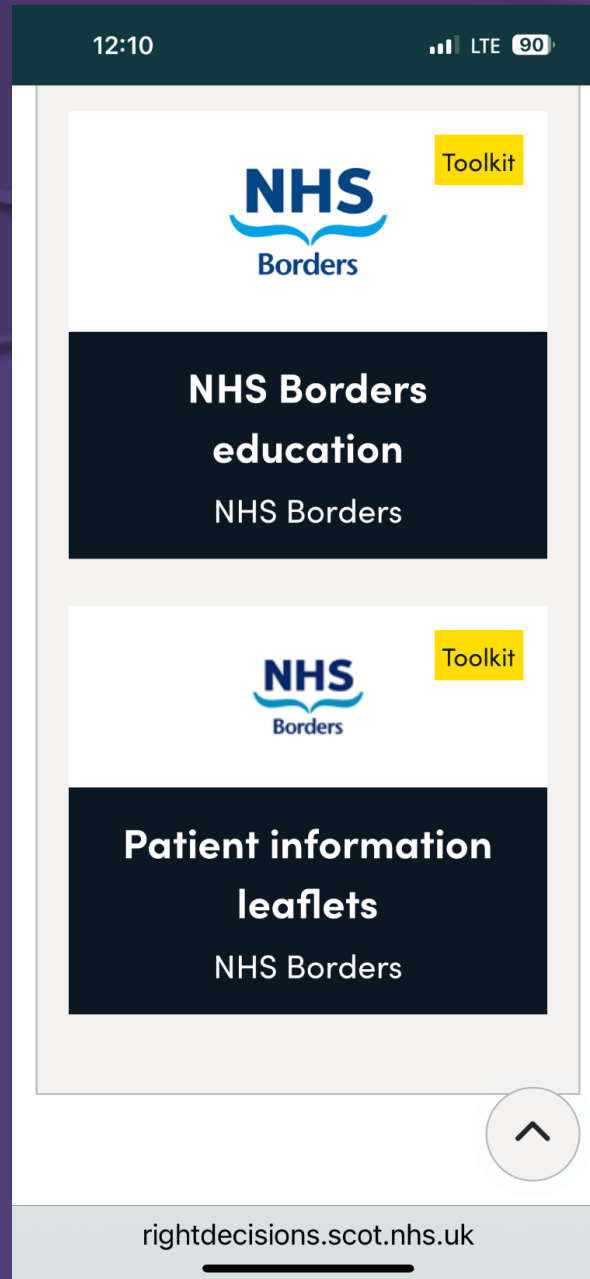 12:10
LTE 90
Toolkit
NHS
Borders
NHS Borders
education
NHS Borders
Toolkit
NHS
Borders
Patient information
leaflets
NHS Borders
rightdecisions.scot.nhs.uk